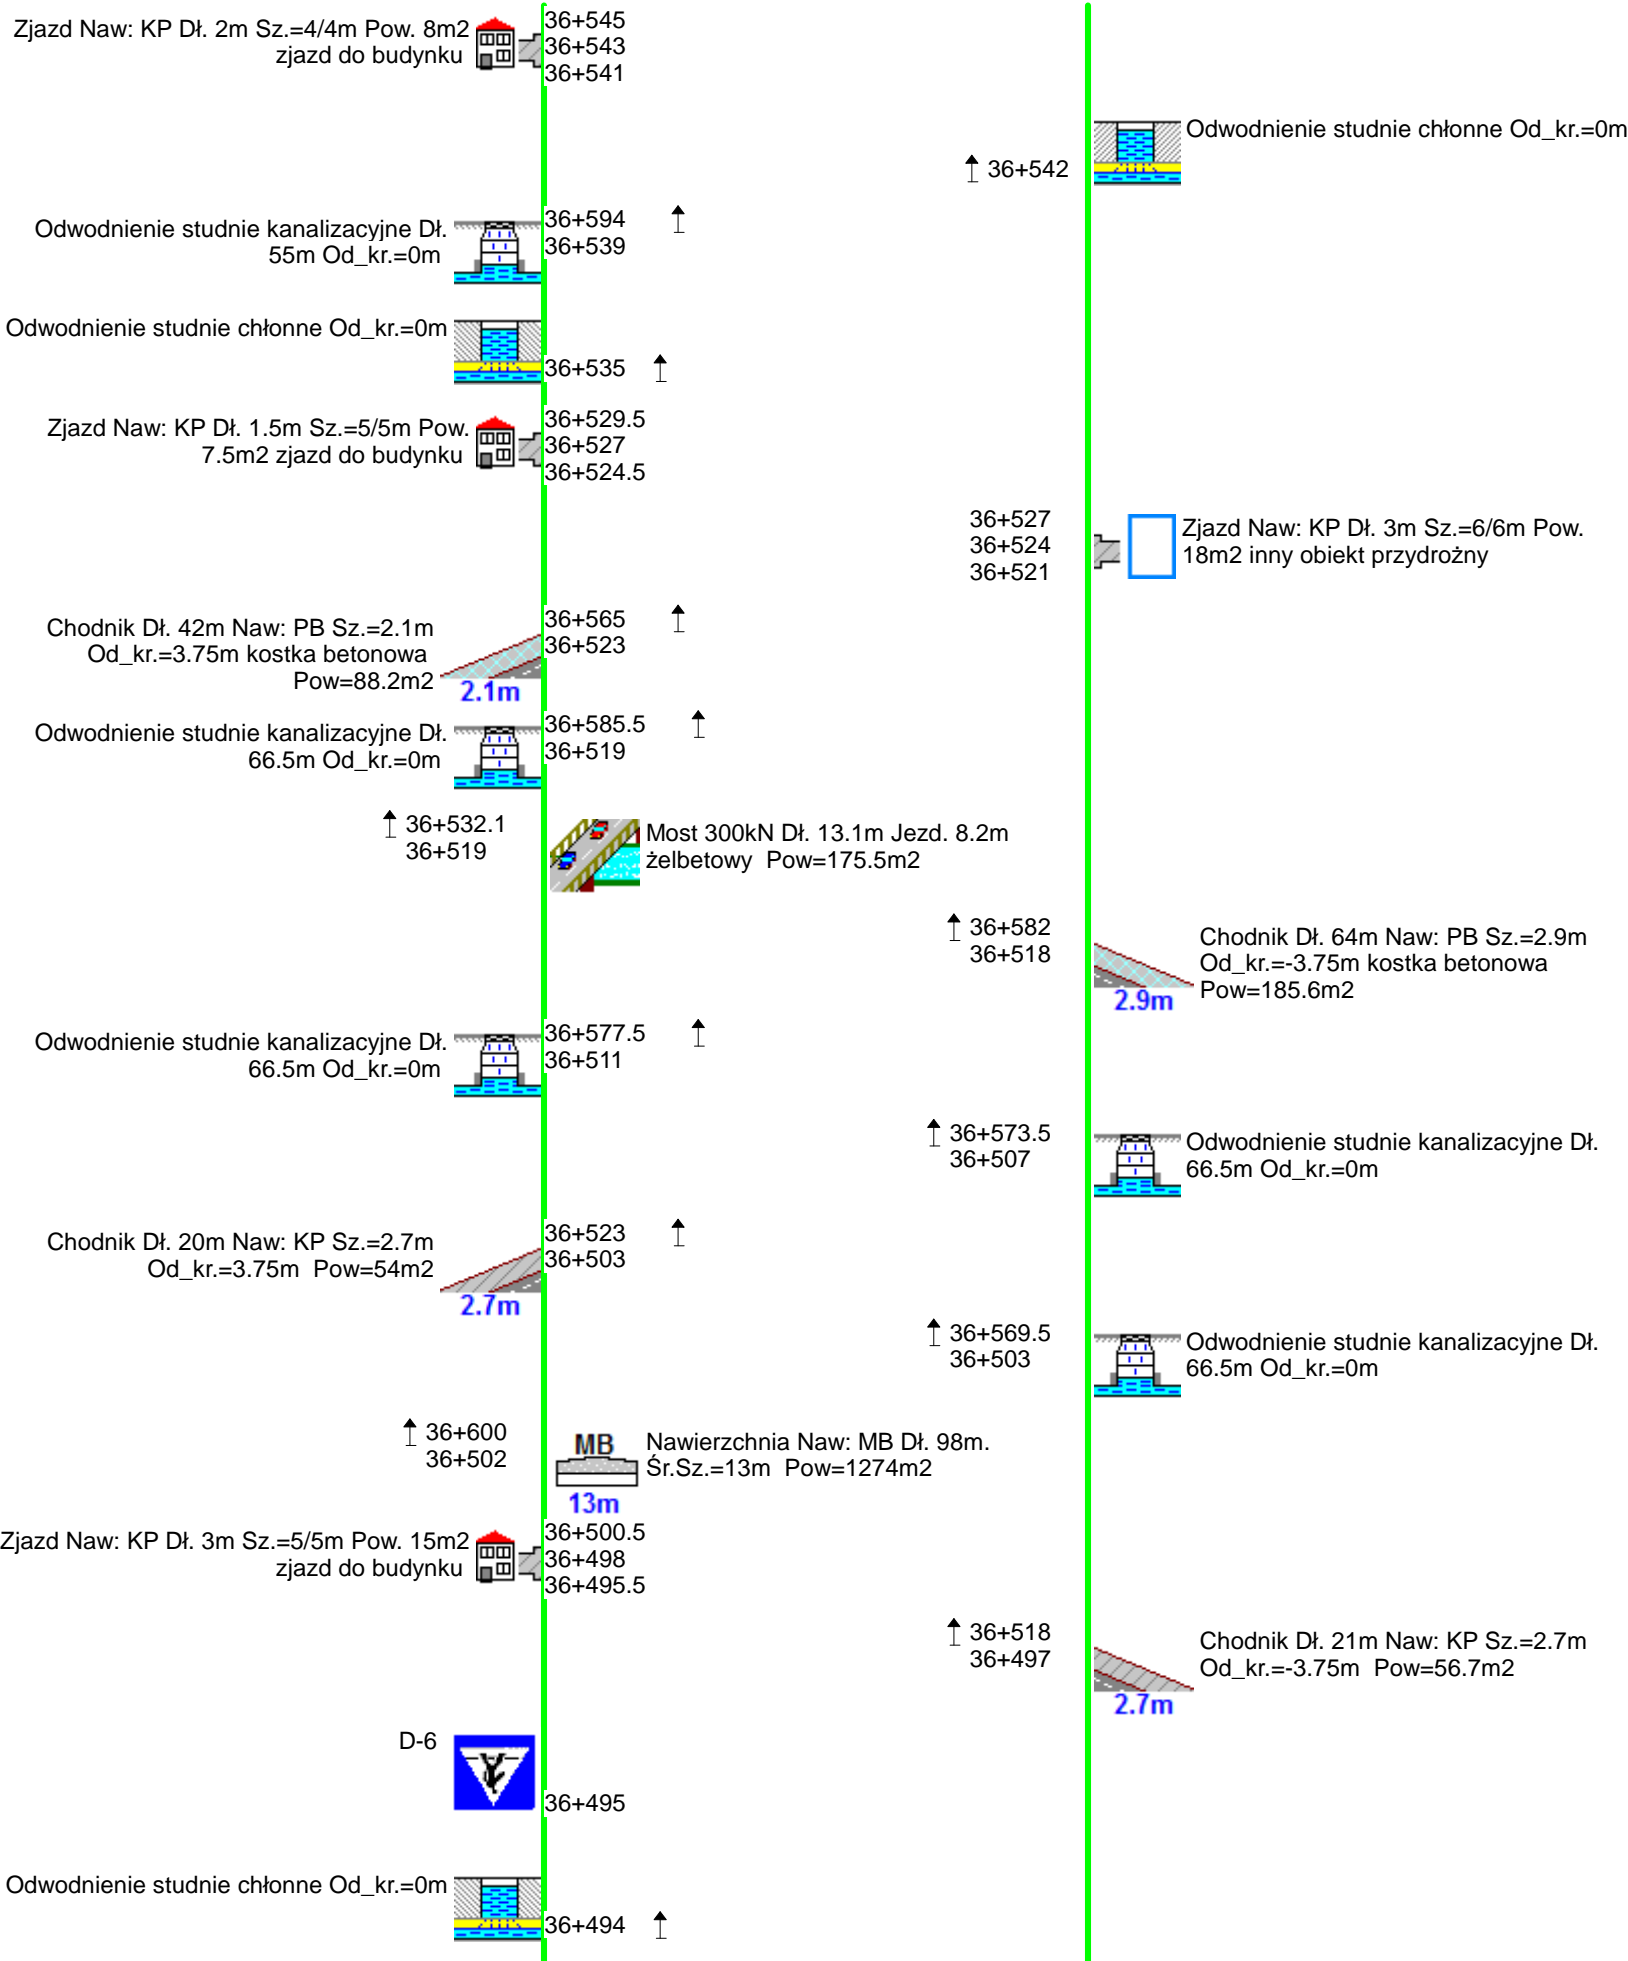 Zjazd Naw: KP Dł. 2m Sz.=4/4m Pow. 8m2
zjazd do budynku
36+545
36+543
36+541
Odwodnienie studnie chłonne Od_kr.=0m
36+542
Odwodnienie studnie kanalizacyjne Dł.
55m Od_kr.=0m
36+594
36+539
Odwodnienie studnie chłonne Od_kr.=0m
36+535
Zjazd Naw: KP Dł. 1.5m Sz.=5/5m Pow.
7.5m2 zjazd do budynku
36+529.5
36+527
36+524.5
36+527
36+524
36+521
Zjazd Naw: KP Dł. 3m Sz.=6/6m Pow.
18m2 inny obiekt przydrożny
Chodnik Dł. 42m Naw: PB Sz.=2.1m
Od_kr.=3.75m kostka betonowa
Pow=88.2m2
2.1m
36+565
36+523
Odwodnienie studnie kanalizacyjne Dł.
66.5m Od_kr.=0m
36+585.5
36+519
36+532.1
36+519
Most 300kN Dł. 13.1m Jezd. 8.2m
żelbetowy Pow=175.5m2
36+582
36+518
Chodnik Dł. 64m Naw: PB Sz.=2.9m
Od_kr.=-3.75m kostka betonowa
Pow=185.6m2
2.9m
Odwodnienie studnie kanalizacyjne Dł.
66.5m Od_kr.=0m
36+577.5
36+511
36+573.5
36+507
Odwodnienie studnie kanalizacyjne Dł.
66.5m Od_kr.=0m
Chodnik Dł. 20m Naw: KP Sz.=2.7m
Od_kr.=3.75m Pow=54m2
2.7m
36+523
36+503
36+569.5
36+503
Odwodnienie studnie kanalizacyjne Dł.
66.5m Od_kr.=0m
36+600
36+502
MB
13m
Nawierzchnia Naw: MB Dł. 98m.
Śr.Sz.=13m Pow=1274m2
Zjazd Naw: KP Dł. 3m Sz.=5/5m Pow. 15m2
zjazd do budynku
36+500.5
36+498
36+495.5
36+518
36+497
Chodnik Dł. 21m Naw: KP Sz.=2.7m
Od_kr.=-3.75m Pow=56.7m2
2.7m
D-6
36+495
Odwodnienie studnie chłonne Od_kr.=0m
36+494